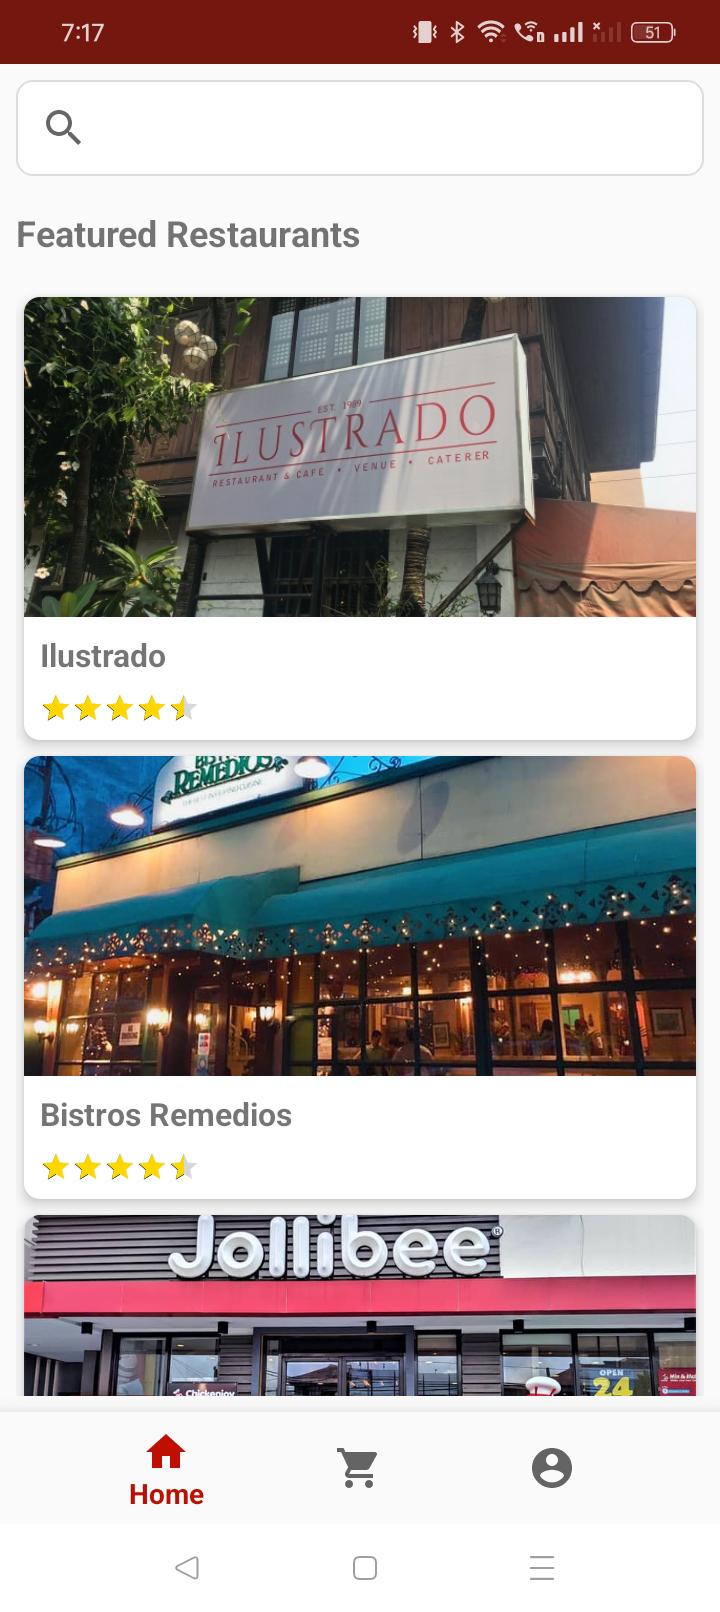 7:17
51
Featured Restaurants
EST. 1989
ILUSTRADO
RESTAURANT & CAFE • VENUE • CATERER
Ilustrado
REMEDIOS
Bistros Remedios
Jollibee®
Chickenjoy
OPEN
24
Home